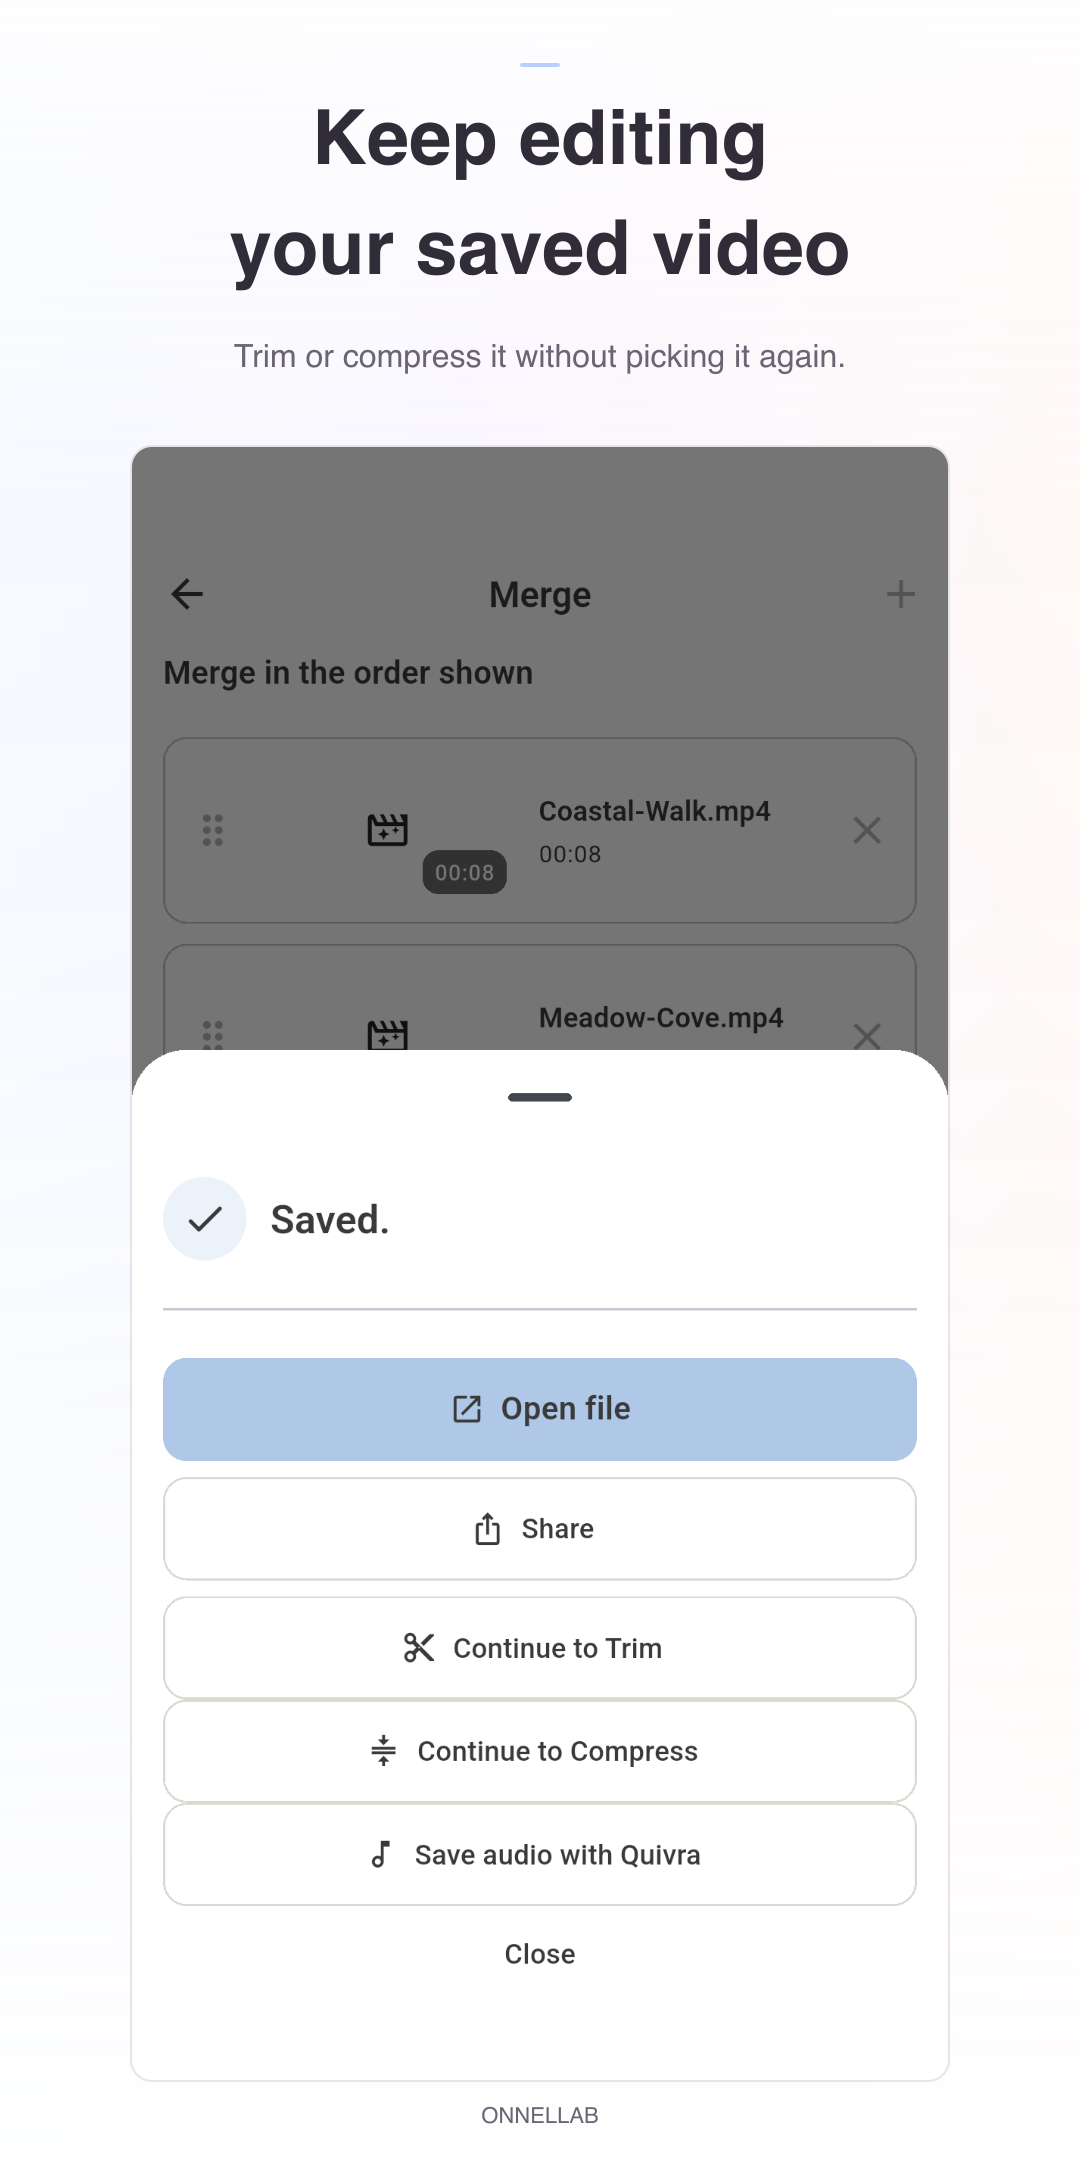 Keep editing
your saved video
Trim or compress it without picking it again.
Merge
Merge in the order shown
Coastal-Walk.mp4
00:08
00:08
Meadow-Cove.mp4
Saved.
Open file
Share
Continue to Trim
Continue to Compress
Save audio with Quivra
Close
ONNELLAB